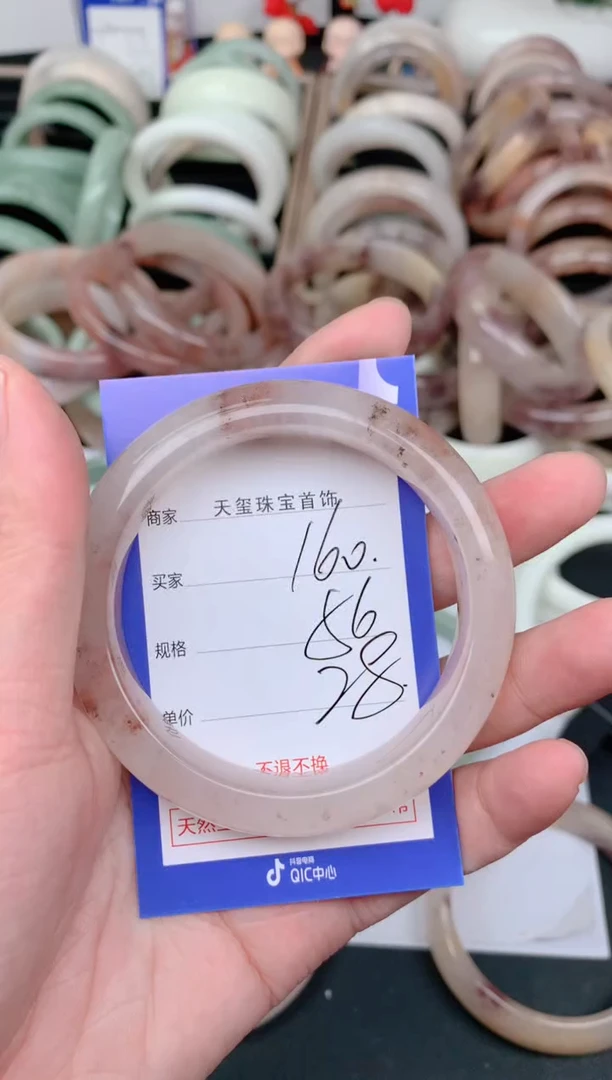 商家 天玺珠宝首饰
买家 160.
规格 56
单价 28.
不退不换
天然
抖音电商
QIC中心